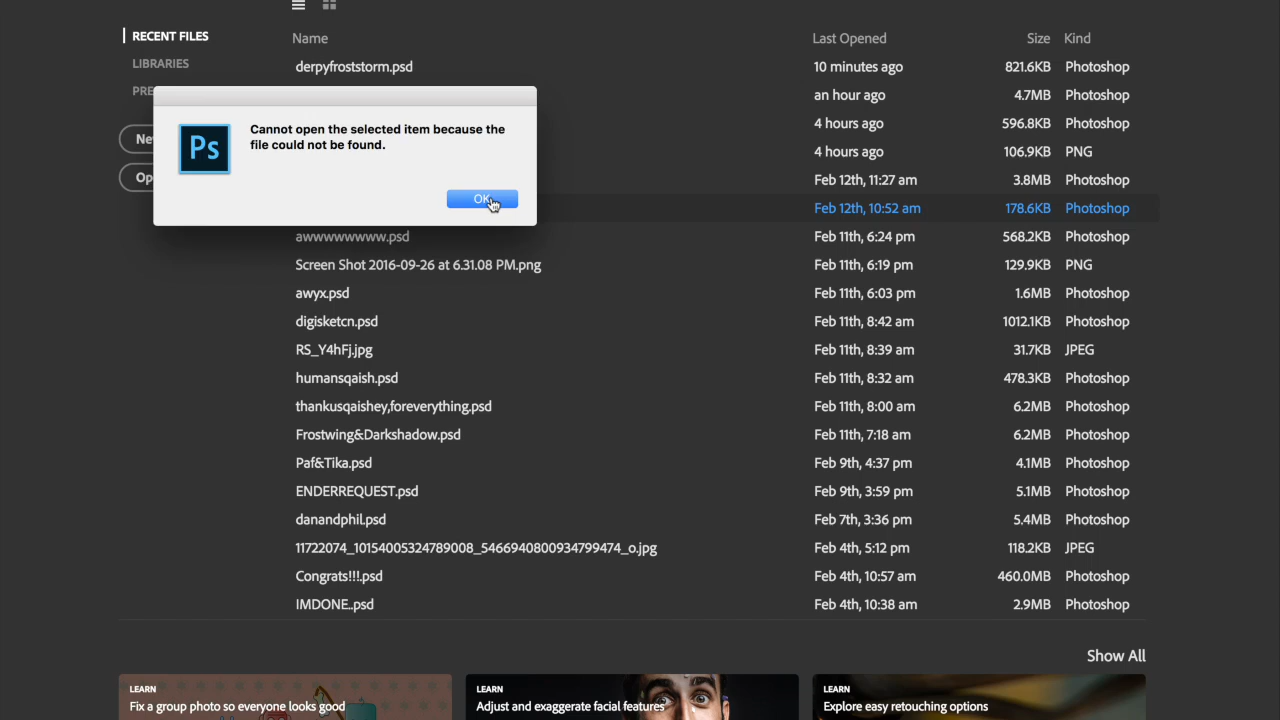 RECENT FILES
Name Last Opened Size Kind
LIBRARIES
derpyfroststorm.psd 10 minutes ago 821.6KB Photoshop
an hour ago 4.7MB Photoshop
Cannot open the selected item because the
file could not be found.
Ps
OK
4 hours ago 596.8KB Photoshop
4 hours ago 106.9KB PNG
Feb 12th, 11:27 am 3.8MB Photoshop
Feb 12th, 10:52 am 178.6KB Photoshop
awwwwwwww.psd Feb 11th, 6:24 pm 568.2KB Photoshop
Screen Shot 2016-09-26 at 6.31.08 PM.png Feb 11th, 6:19 pm 129.9KB PNG
awyx.psd Feb 11th, 6:03 pm 1.6MB Photoshop
digisketcn.psd Feb 11th, 8:42 am 1012.1KB Photoshop
RS_Y4hFj.jpg Feb 11th, 8:39 am 31.7KB JPEG
humansqaish.psd Feb 11th, 8:32 am 478.3KB Photoshop
thankusqaishey,foreverything.psd Feb 11th, 8:00 am 6.2MB Photoshop
Frostwing&Darkshadow.psd Feb 11th, 7:18 am 6.2MB Photoshop
Paf&Tika.psd Feb 9th, 4:37 pm 4.1MB Photoshop
ENDERREQUEST.psd Feb 9th, 3:59 pm 5.1MB Photoshop
danandphil.psd Feb 7th, 3:36 pm 5.4MB Photoshop
11722074_10154005324789008_5466940800934799474_o.jpg Feb 4th, 5:12 pm 118.2KB JPEG
Congrats!!!.psd Feb 4th, 10:57 am 460.0MB Photoshop
IMDONE..psd Feb 4th, 10:38 am 2.9MB Photoshop
Show All
LEARN
Fix a group photo so everyone looks good
LEARN
Adjust and exaggerate facial features
LEARN
Explore easy retouching options